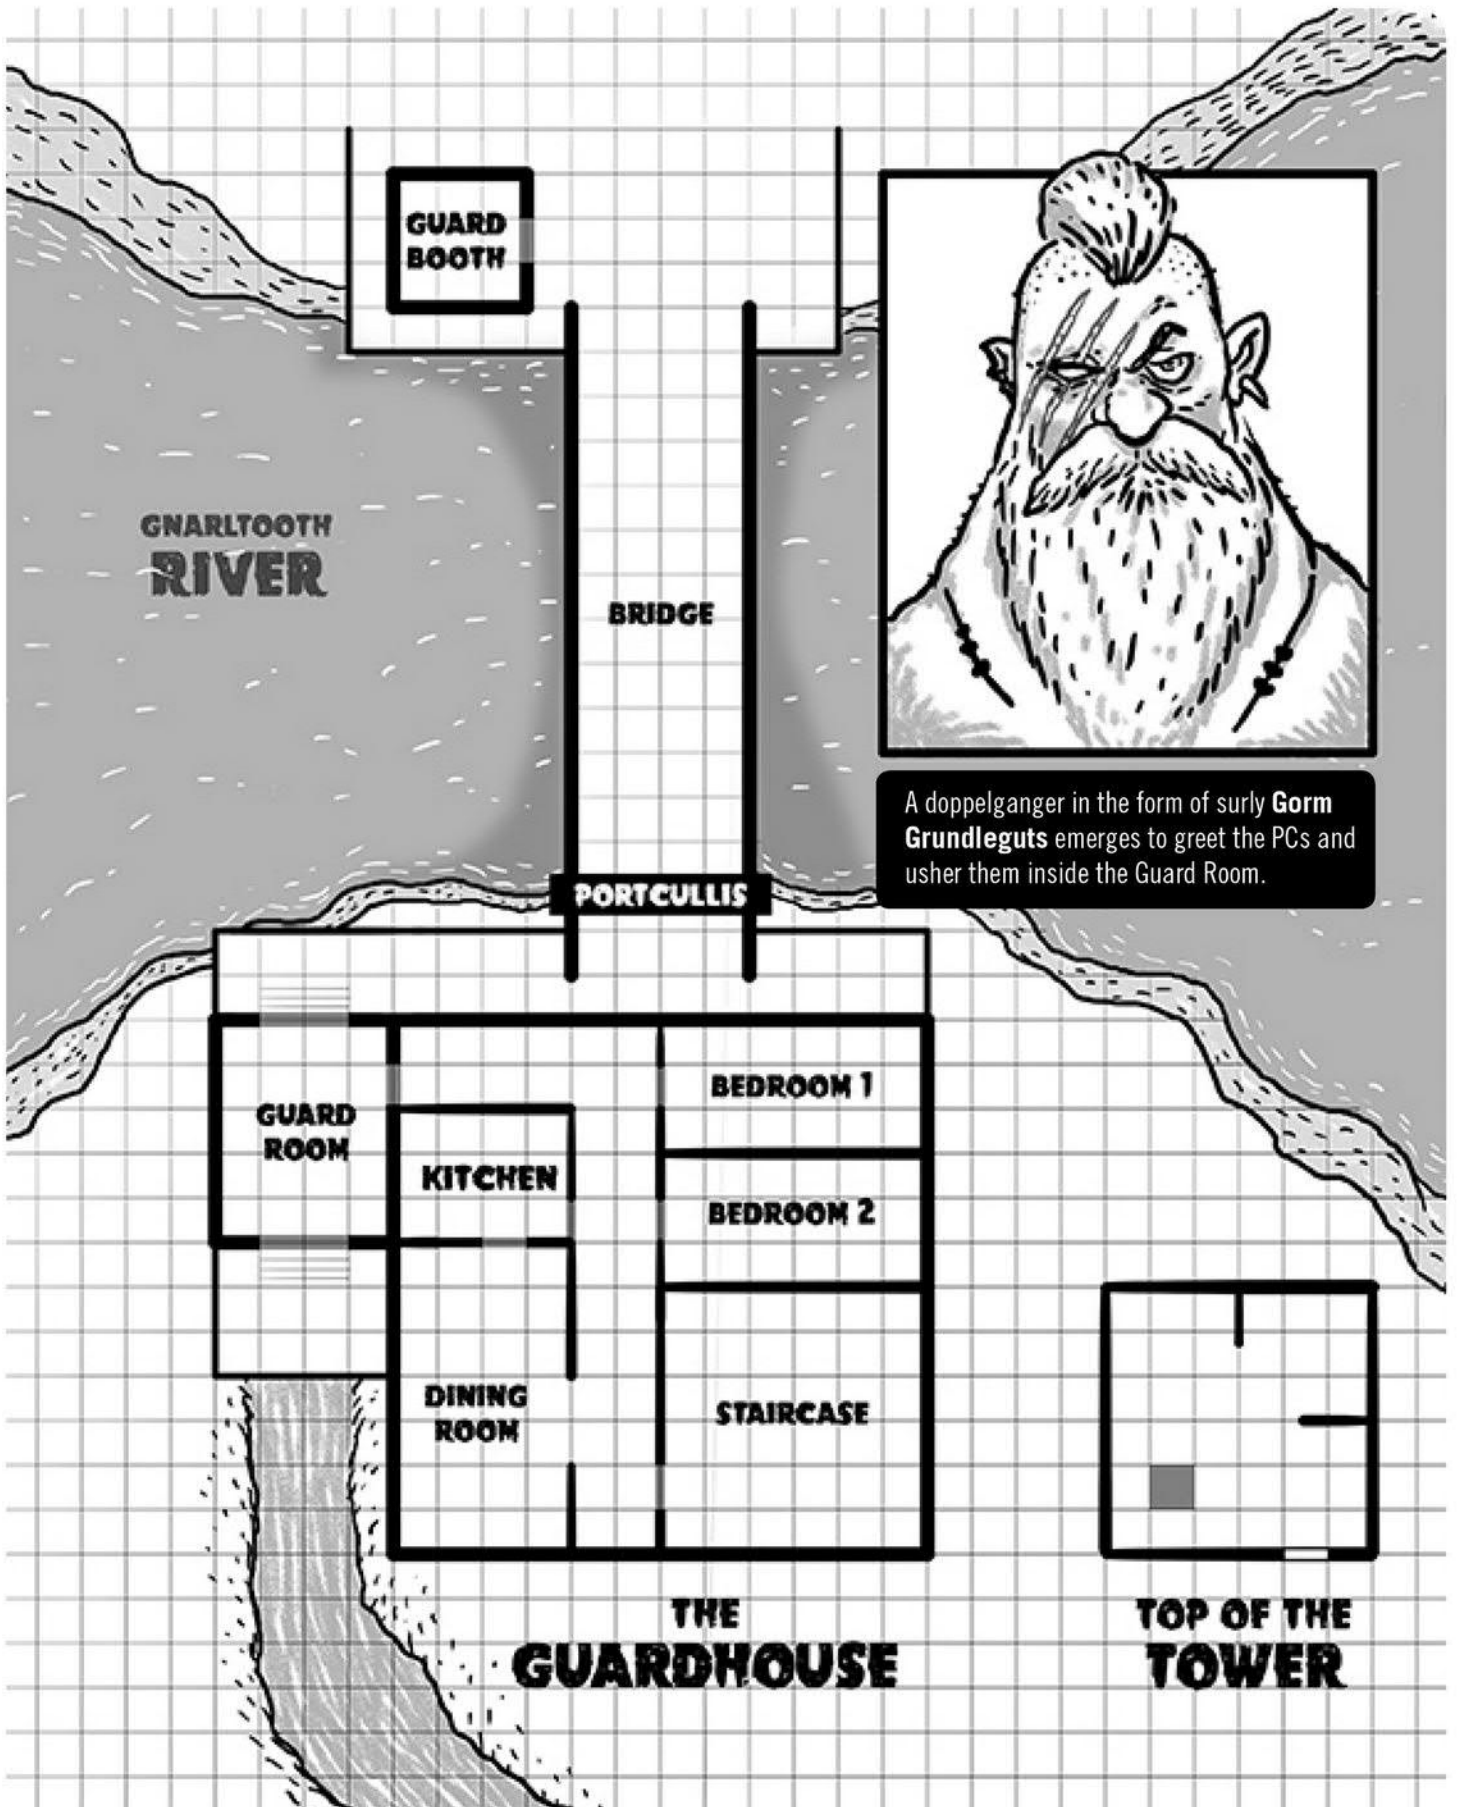 GUARD
BOOTH
GNARLTOOTH
RIVER
BRIDGE
A doppelganger in the form of surly Gorm
Grundleguts emerges to greet the PCs and
usher them inside the Guard Room.
PORTCULLIS
BEDROOM 1
GUARD
ROOM
KITCHEN
BEDROOM 2
DINING
ROOM
STAIRCASE
THE
GUARDHOUSE
TOP OF THE
TOWER